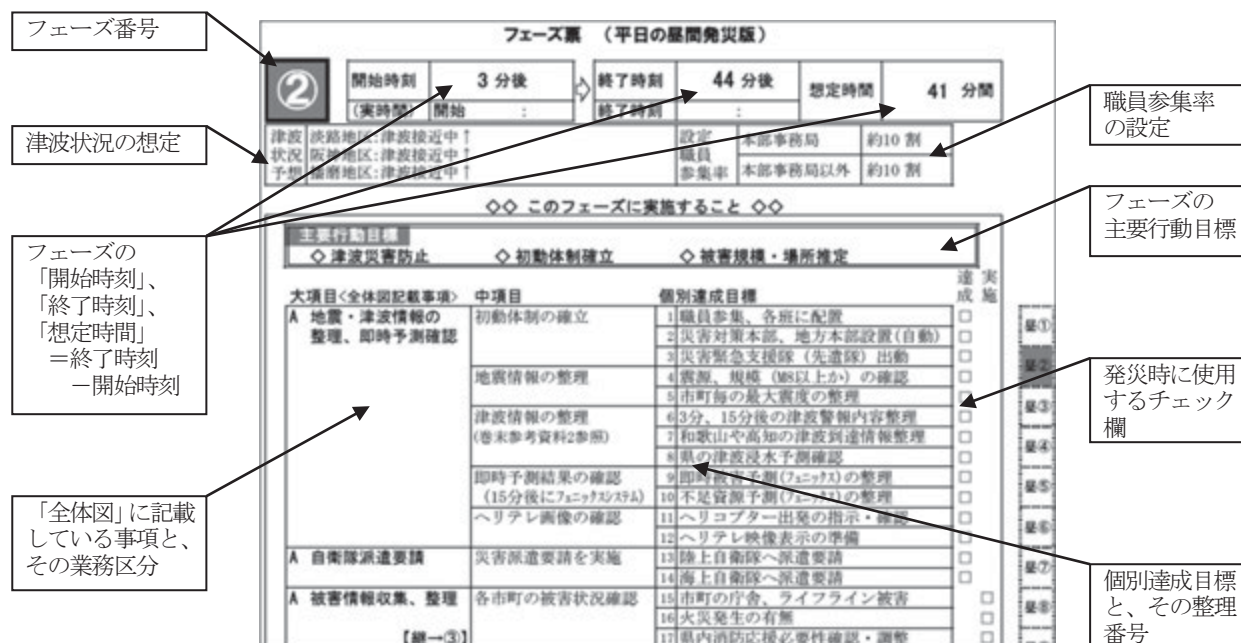 フェーズ票 （平日の昼間発災版）
フェーズ番号
②
開始時刻 3 分後
終了時刻 44 分後
想定時間 41 分間
(実時間) 開始 :
終了時刻 :
津波状況の想定
津波状況予想
淡路地区:津波接近中↑
阪神地区:津波接近中↑
播磨地区:津波接近中↑
設定職員参集率
本部事務局 約10 割
本部事務局以外 約10 割
職員参集率
の設定
◇◇ このフェーズに実施すること ◇◇
主要行動目標
◇ 津波災害防止 ◇ 初動体制確立 ◇ 被害規模・場所推定
フェーズの
主要行動目標
フェーズの
「開始時刻」、
「終了時刻」、
「想定時間」
＝終了時刻
－開始時刻
大項目<全体図記載事項> 中項目 個別達成目標 達成 実施
A 地震・津波情報の
整理、即時予測確認
初動体制の確立
1 職員参集、各班に配置 □
2 災害対策本部、地方本部設置(自動) □
3 災害緊急支援隊（先遣隊）出動 □
地震情報の整理
4 震源、規模（M8以上か）の確認 □
5 市町毎の最大震度の整理 □
津波情報の整理
(巻末参考資料2参照)
6 3分、15分後の津波警報内容整理 □
7 和歌山や高知の津波到達情報整理 □
8 県の津波浸水予測確認 □
即時予測結果の確認
(15分後にフェニックスシステム)
9 即時被害予測(フェニックス)の整理 □
10 不足資源予測(フェニックス)の整理 □
ヘリテレ画像の確認
11 ヘリコプター出発の指示・確認 □
12 ヘリテレ映像表示の準備 □
A 自衛隊派遣要請 災害派遣要請を実施
13 陸上自衛隊へ派遣要請 □
14 海上自衛隊へ派遣要請 □
A 被害情報収集、整理 各市町の被害状況確認
15 市町の庁舎、ライフライン被害 □
16 火災発生の有無 □
【継→③】
17 県内消防応援必要性確認・調整 □
昼①
昼②
昼③
昼④
昼⑤
昼⑥
昼⑦
昼⑧
発災時に使用
するチェック
欄
「全体図」に記載
している事項と、
その業務区分
個別達成目標
と、その整理
番号